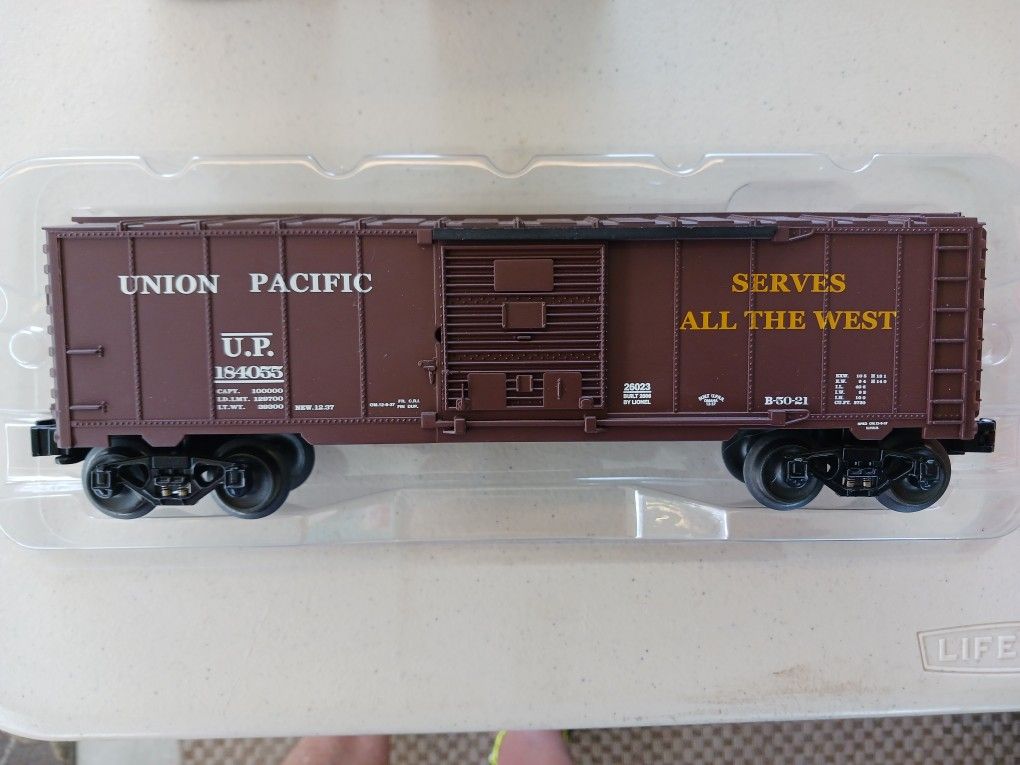 UNION PACIFIC
U.P.
184055
CAPY. 100000
LD.LMT. 129700
LT.WT. 39300 NEW.12.37
26023
BUILT 2006
BY LIONEL
SERVES
ALL THE WEST
B-50-21
LIFE